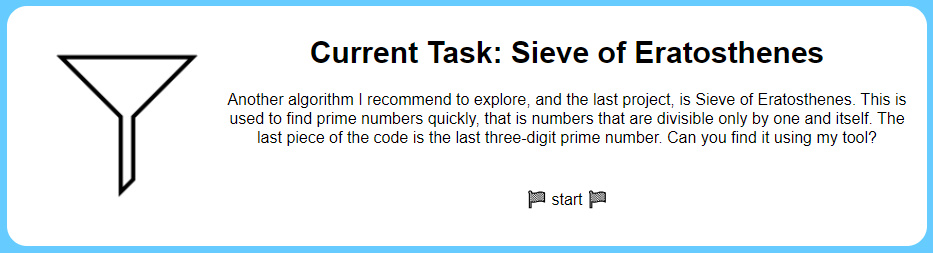 Current Task: Sieve of Eratosthenes
Another algorithm I recommend to explore, and the last project, is Sieve of Eratosthenes. This is
used to find prime numbers quickly, that is numbers that are divisible only by one and itself. The
last piece of the code is the last three-digit prime number. Can you find it using my tool?
start